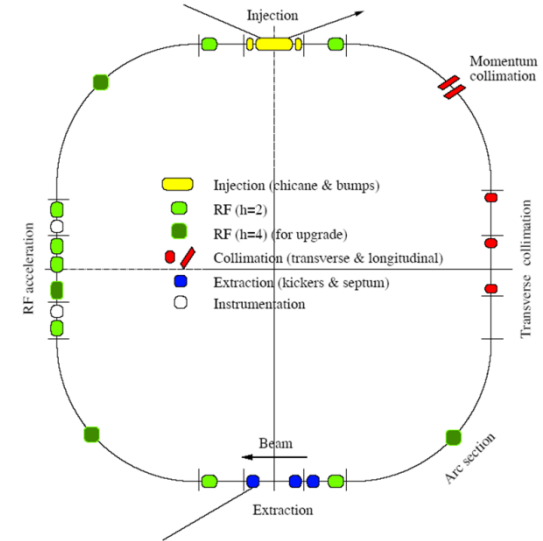 Injection
Momentum
collimation
Injection (chicane & bumps)
RF (h=2)
RF (h=4) (for upgrade)
Collimation (transverse & longitudinal)
Extraction (kickers & septum)
Instrumentation
RF acceleration
Transverse collimation
Beam
Arc section
Extraction